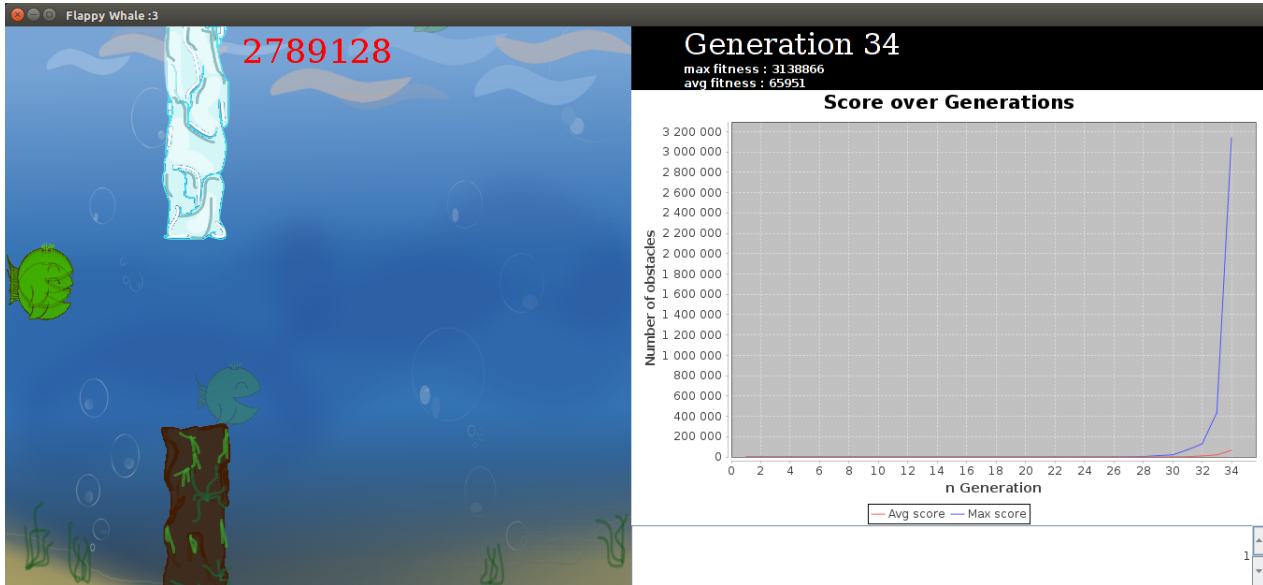 Flappy Whale :3
2789128
Generation 34
max fitness : 3138866
avg fitness : 65951
Score over Generations
Number of obstacles
3 200 000
3 000 000
2 800 000
2 600 000
2 400 000
2 200 000
2 000 000
1 800 000
1 600 000
1 400 000
1 200 000
1 000 000
800 000
600 000
400 000
200 000
0
0 2 4 6 8 10 12 14 16 18 20 22 24 26 28 30 32 34
n Generation
Avg score Max score
1